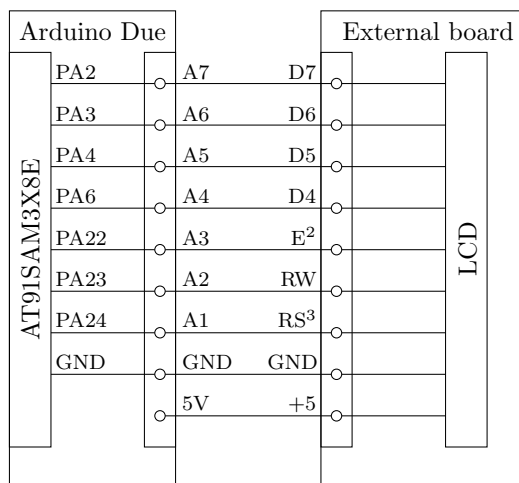 Arduino Due External board
PA2 A7 D7
PA3 A6 D6
PA4 A5 D5
PA6 A4 D4
PA22 A3 E²
PA23 A2 RW
PA24 A1 RS³
GND GND GND
5V +5
AT91SAM3X8E
LCD